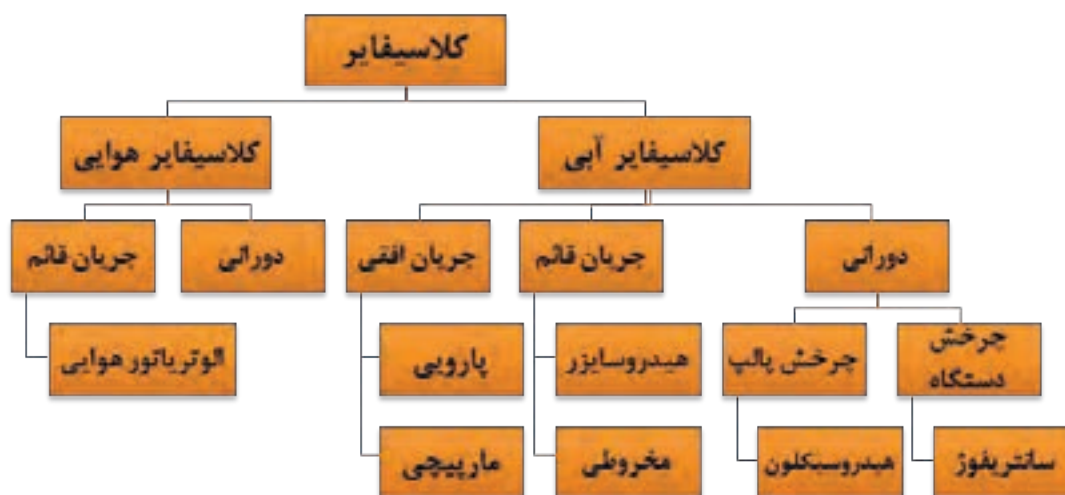 کلاسیفایر
کلاسیفایر آبی
کلاسیفایر هوایی
دورانی
جریان قائم
جریان افقی
دورانی
جریان قائم
چرخش
دستگاه
چرخش پالپ
هیدروسایزر
پارویی
الوتریاتور هوایی
سانتریفوژ
هیدروسیکلون
مخروطی
مارپیچی